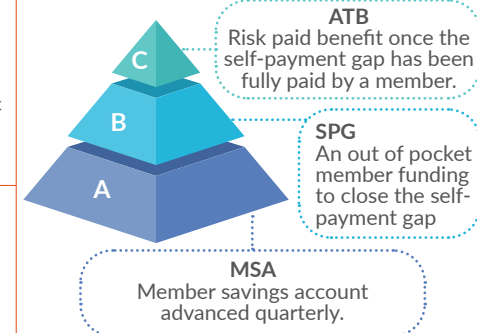 ATB
Risk paid benefit once the
self-payment gap has been
fully paid by a member.
C
B
SPG
An out of pocket
member funding
to close the self-
payment gap
A
MSA
Member savings account
advanced quarterly.